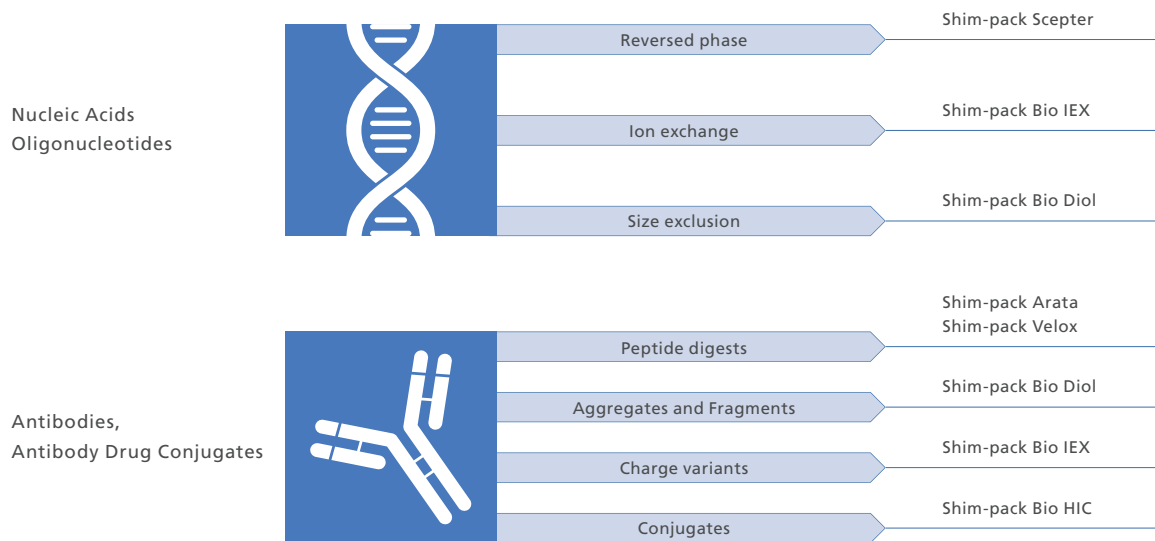 Nucleic Acids
Oligonucleotides
Reversed phase
Shim-pack Scepter
Ion exchange
Shim-pack Bio IEX
Size exclusion
Shim-pack Bio Diol
Antibodies,
Antibody Drug Conjugates
Peptide digests
Shim-pack Arata
Shim-pack Velox
Aggregates and Fragments
Shim-pack Bio Diol
Charge variants
Shim-pack Bio IEX
Conjugates
Shim-pack Bio HIC